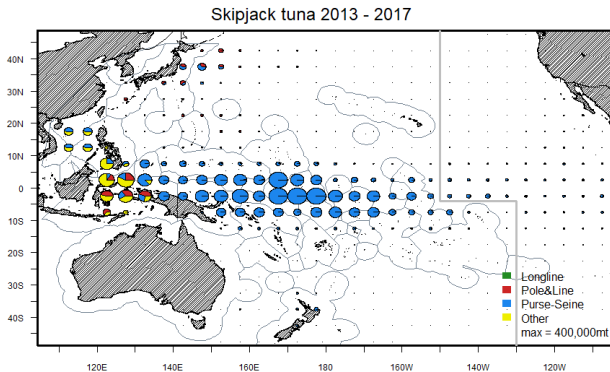 Skipjack tuna 2013 - 2017
40N
30N
20N
10N
0
10S
20S
30S
40S
Longline
Pole&Line
Purse-Seine
Other
max = 400,000mt
120E
140E
160E
180
160W
140W
120W